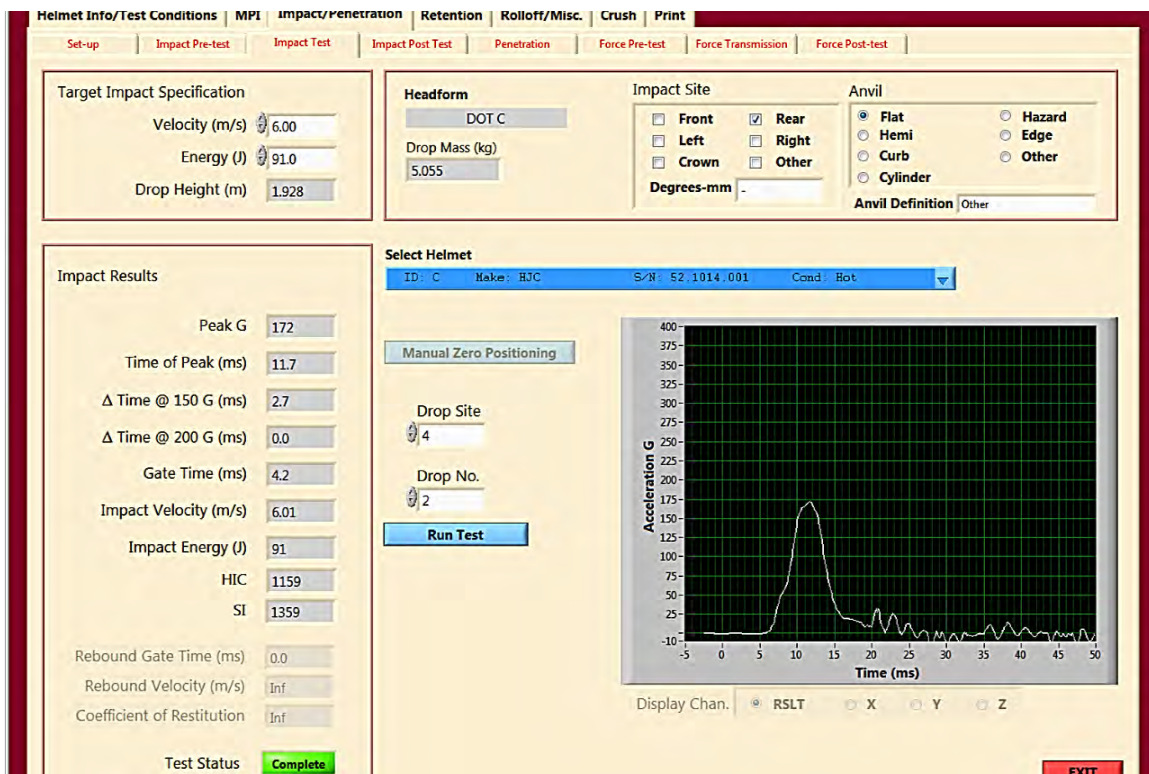 Helmet Info/Test Conditions MPI Impact/Penetration Retention Rolloff/Misc. Crush Print
Set-up Impact Pre-test Impact Test Impact Post Test Penetration Force Pre-test Force Transmission Force Post-test
Target Impact Specification
Velocity (m/s) 6.00
Energy (J) 91.0
Drop Height (m) 1.928
Headform
DOT C
Drop Mass (kg)
5.055
Impact Site
Front Rear
Left Right
Crown Other
Degrees-mm -
Anvil
Flat Hazard
Hemi Edge
Curb Other
Cylinder
Anvil Definition Other
Select Helmet
ID: C Make: HJC S/N: 52.1014.001 Cond: Hot
Impact Results
Peak G 172
Time of Peak (ms) 11.7
Δ Time @ 150 G (ms) 2.7
Δ Time @ 200 G (ms) 0.0
Gate Time (ms) 4.2
Impact Velocity (m/s) 6.01
Impact Energy (J) 91
HIC 1159
SI 1359
Rebound Gate Time (ms) 0.0
Rebound Velocity (m/s) Inf
Coefficient of Restitution Inf
Test Status Complete
Manual Zero Positioning
Drop Site
4
Drop No.
2
Run Test
400
375
350
325
300
275
250
225
200
175
150
125
100
75
50
25
-10
Acceleration G
-5 0 5 10 15 20 25 30 35 40 45 50
Time (ms)
Display Chan. RSLT X Y Z
EXIT